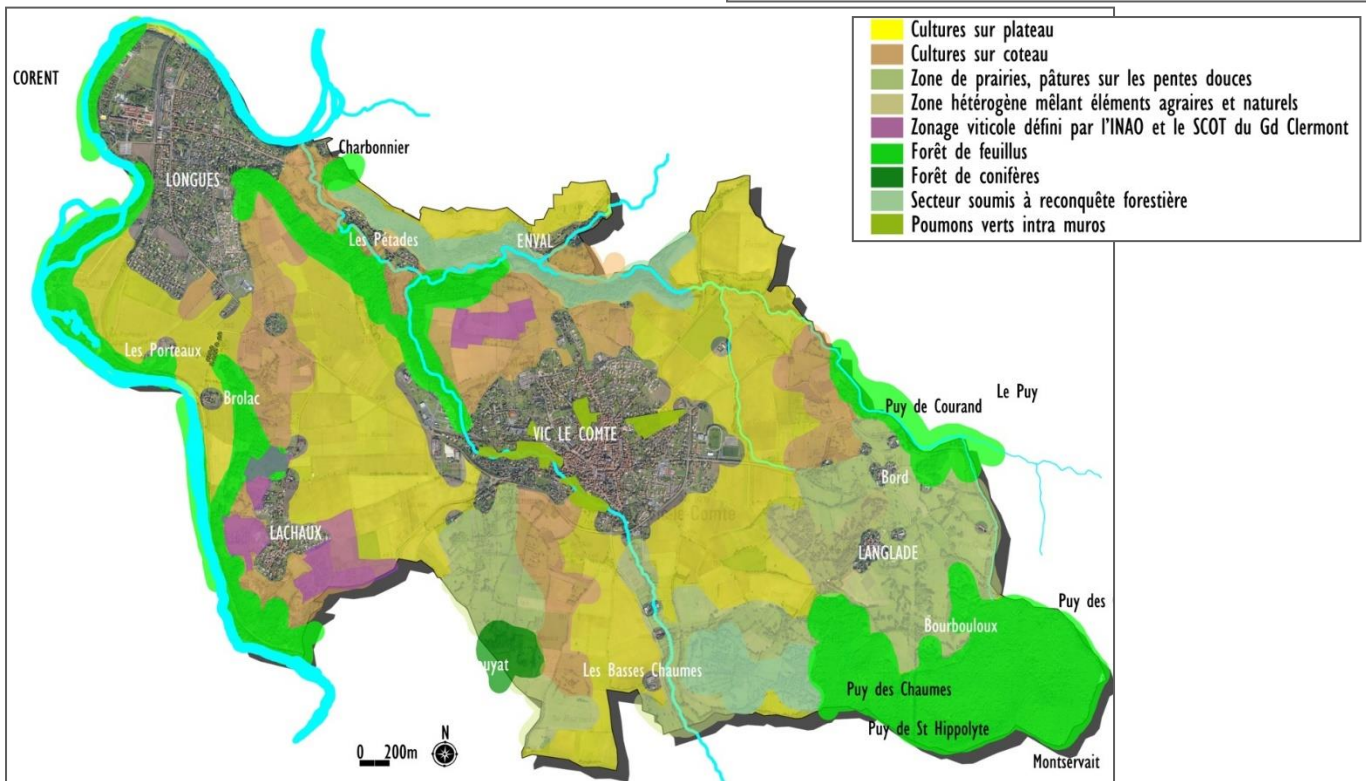 Cultures sur plateau
Cultures sur coteau
Zone de prairies, pâtures sur les pentes douces
Zone hétérogène mêlant éléments agraires et naturels
Zonage viticole défini par l'INAO et le SCOT du Gd Clermont
Forêt de feuillus
Forêt de conifères
Secteur soumis à reconquête forestière
Poumons verts intra muros
CORENT
Charbonnier
LONGUES
Les Pétades
ENVAL
Les Porteaux
Brolac
Le Puy
Puy de Courand
VIC LE COMTE
Bord
LACHAUX
LANGLADE
Puy des
Bourbouloux
uyat
Les Basses Chaumes
Puy des Chaumes
Puy de St Hippolyte
Montservait
0 200m
N